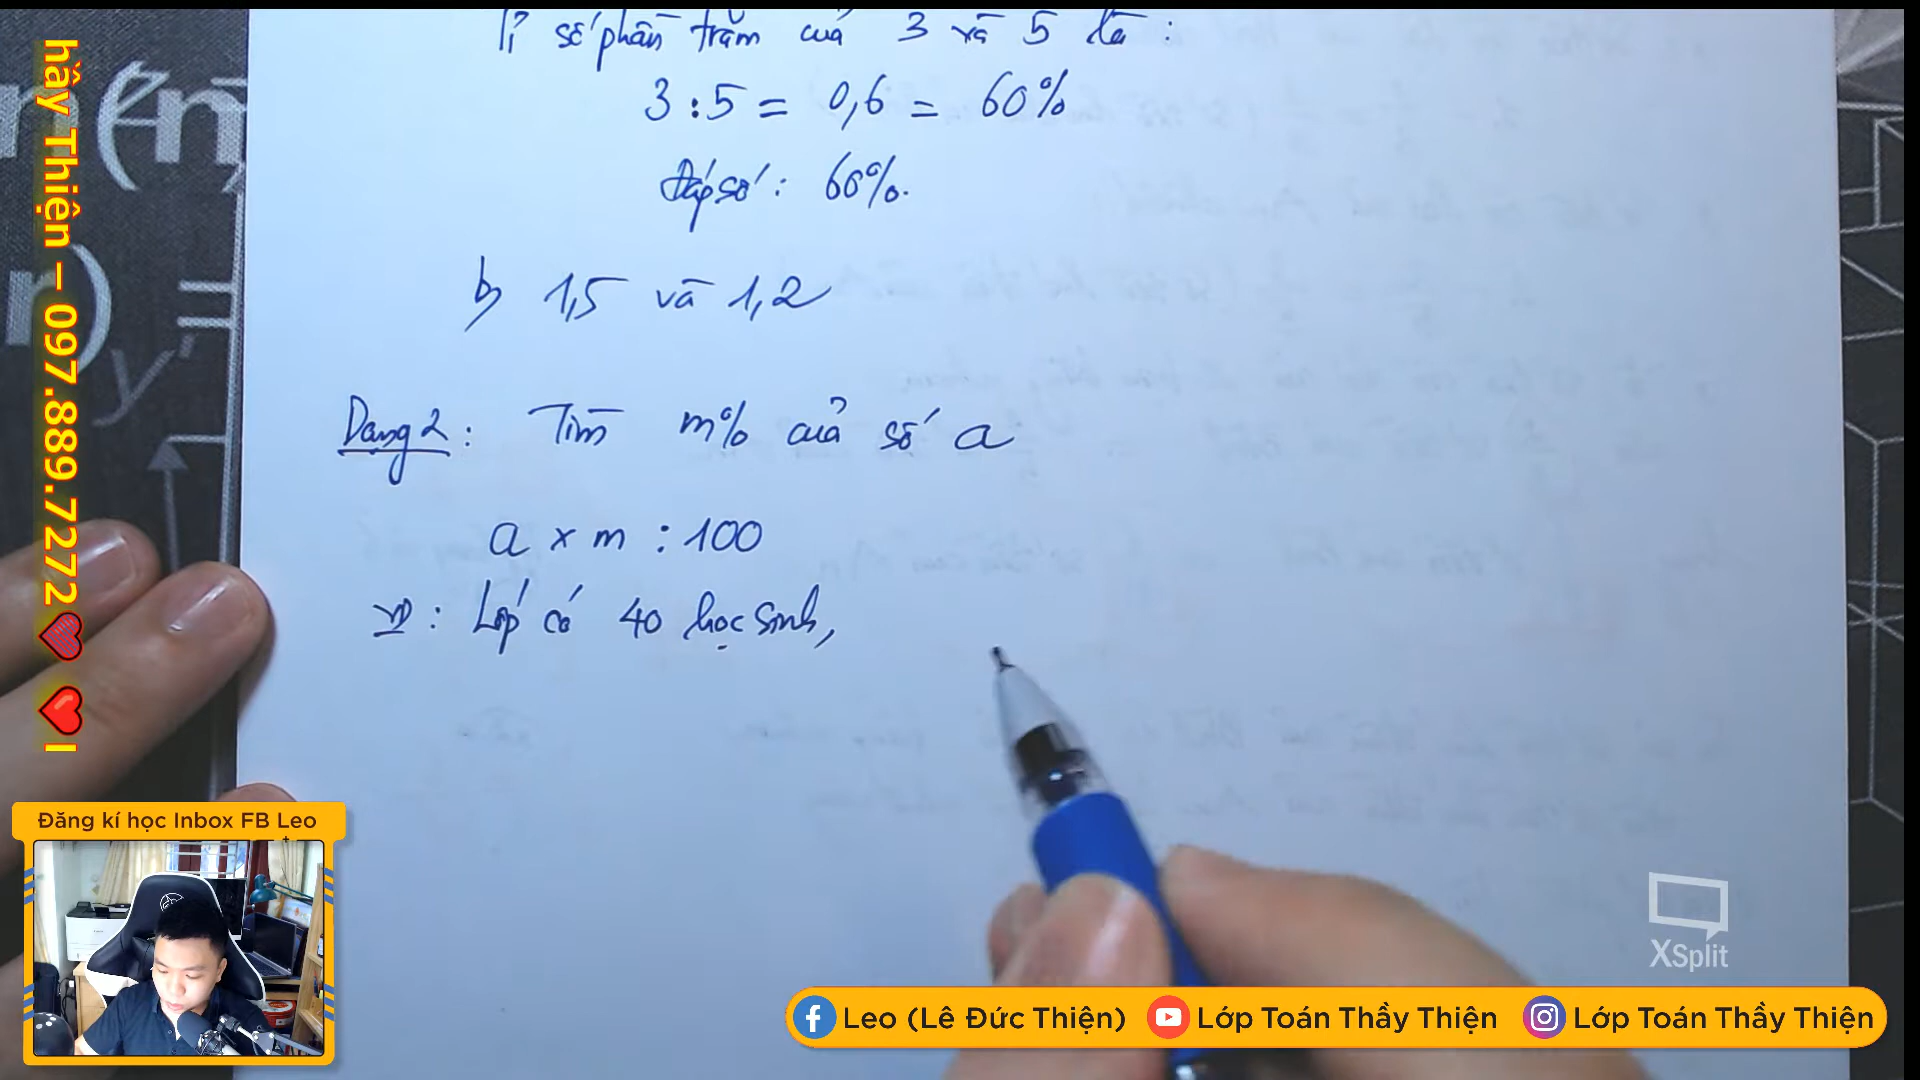 Tỉ số phần trăm của 3 và 5 là:
3 : 5 = 0,6 = 60%
Đáp số: 60%.
b, 1,5 và 1,2
Dạng 2: Tìm m% của số a
a x m : 100
VD: Lớp có 40 học sinh,
hầy Thiện – 097.889.7272
Đăng kí học Inbox FB Leo
XSplit
Leo (Lê Đức Thiện) Lớp Toán Thầy Thiện Lớp Toán Thầy Thiện